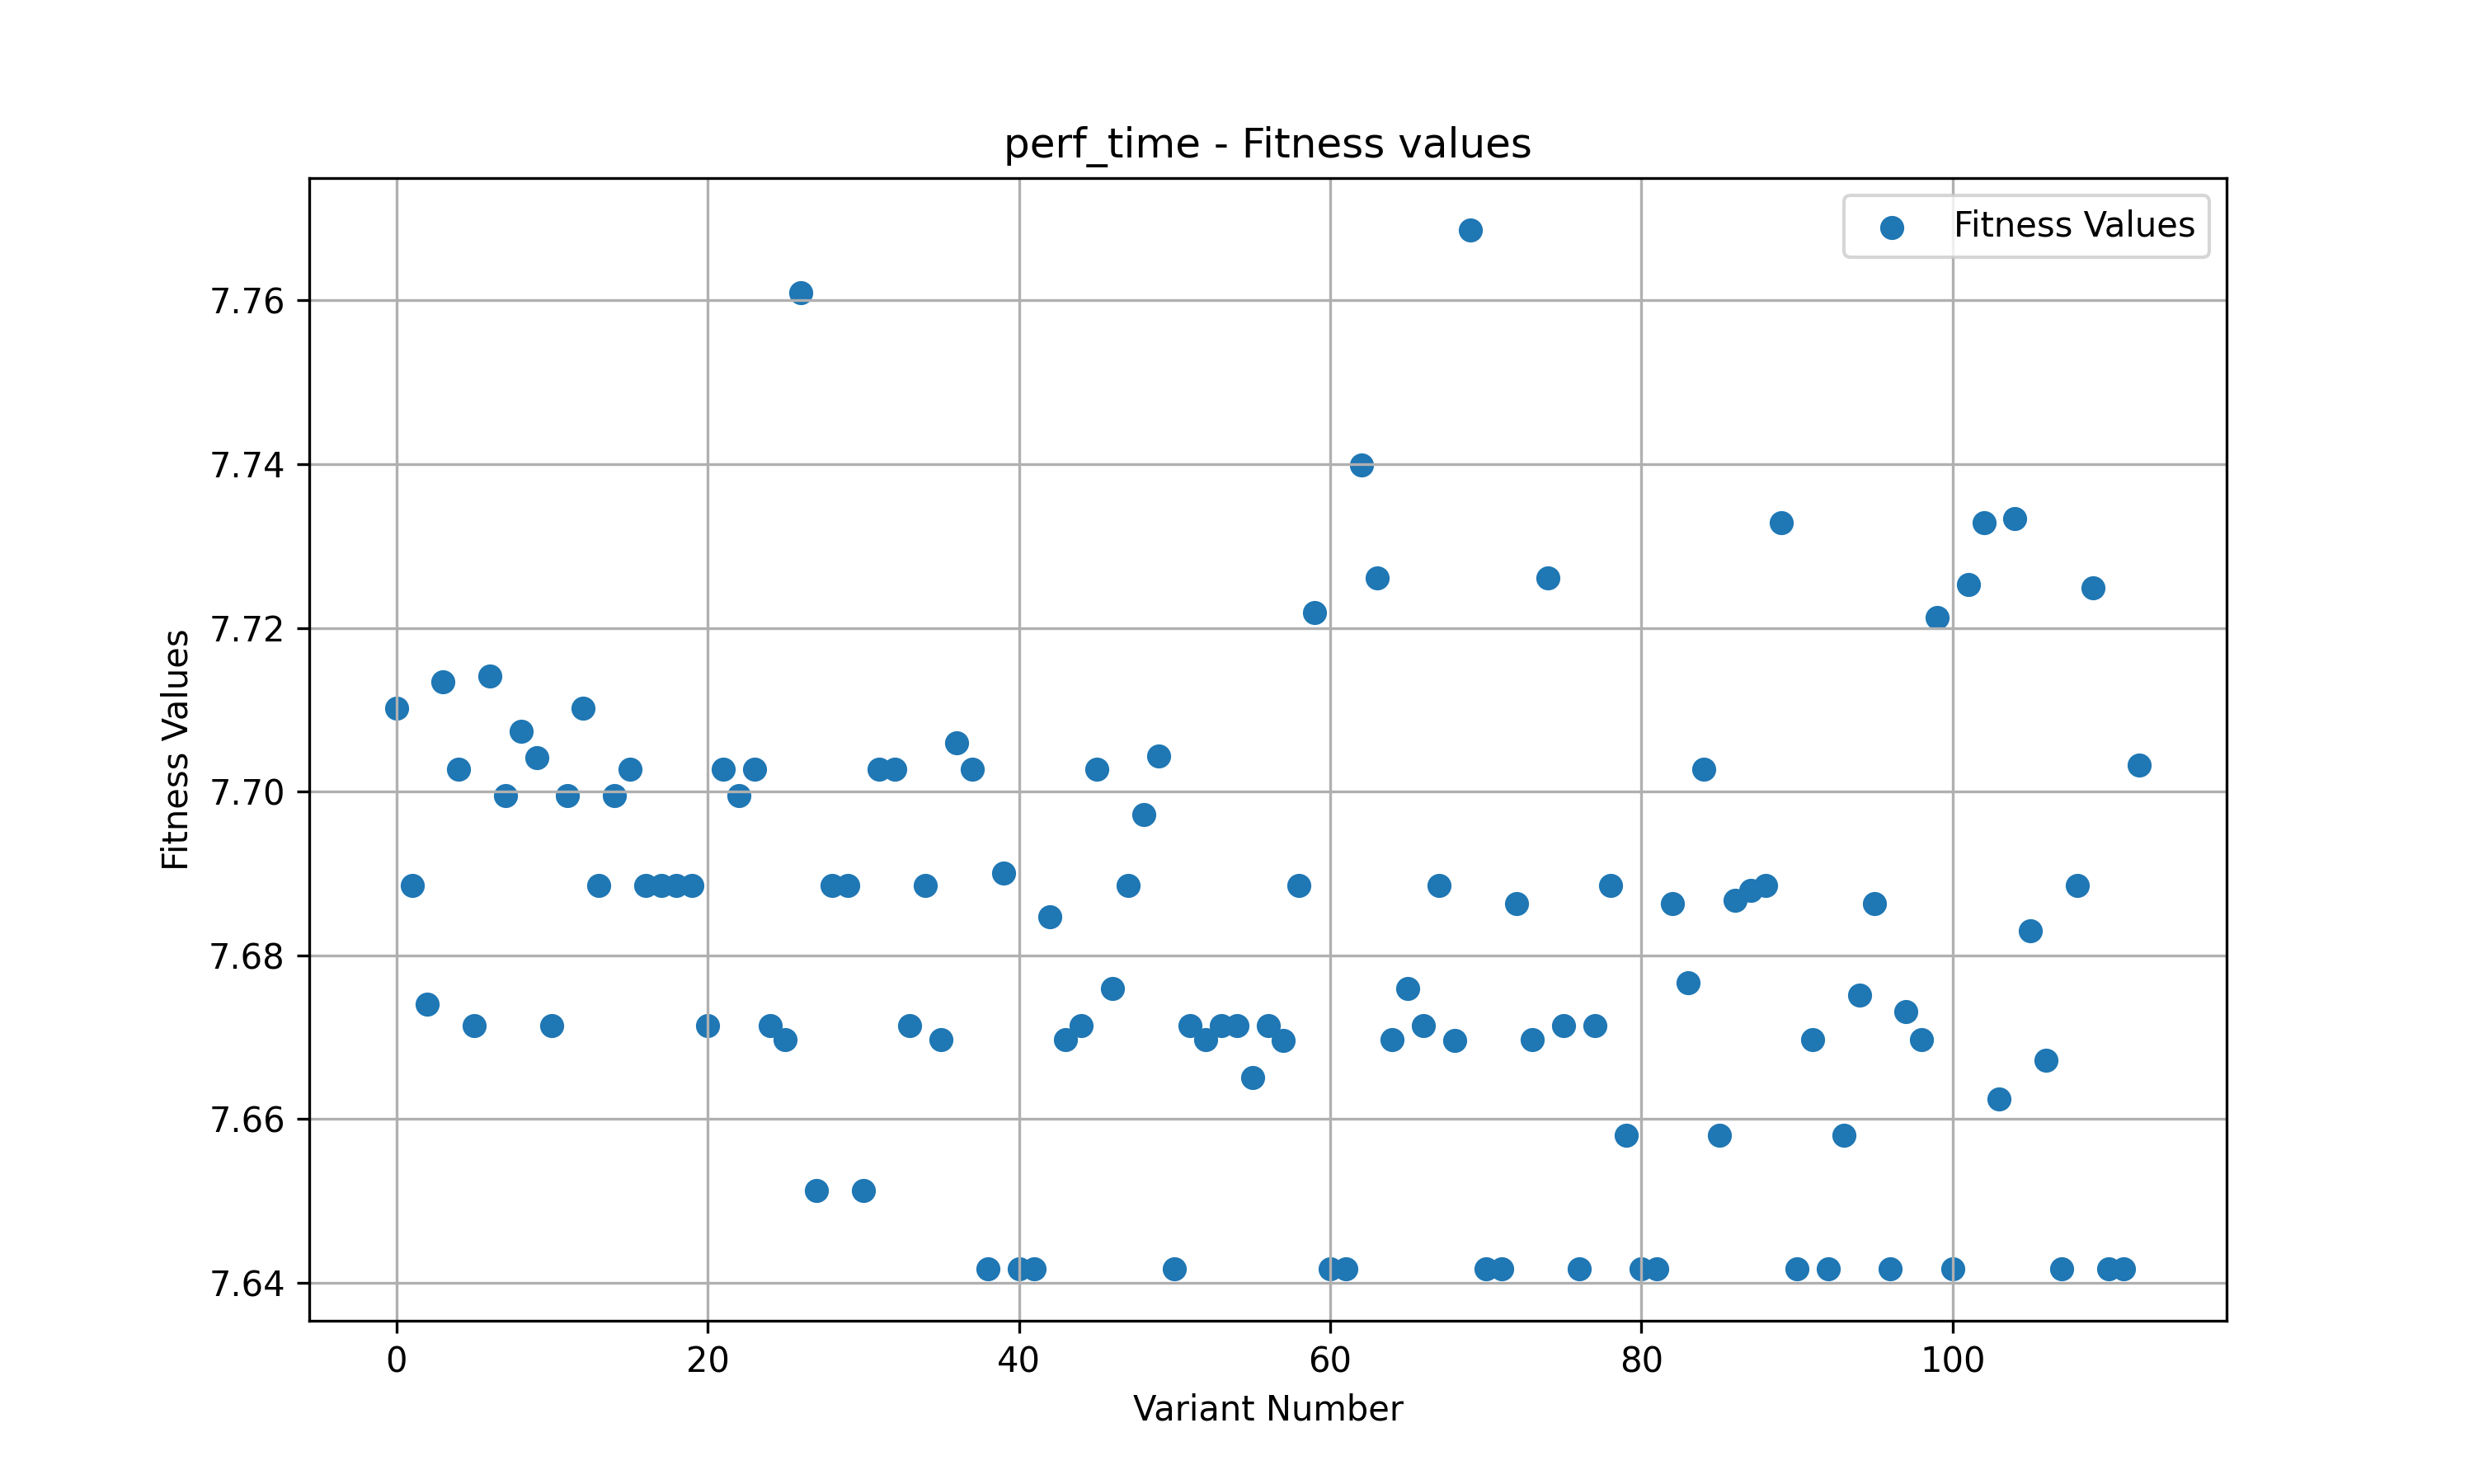 perf_time - Fitness values
Fitness Values
7.76
7.74
7.72
7.70
7.68
7.66
7.64
Fitness Values
0 20 40 60 80 100
Variant Number